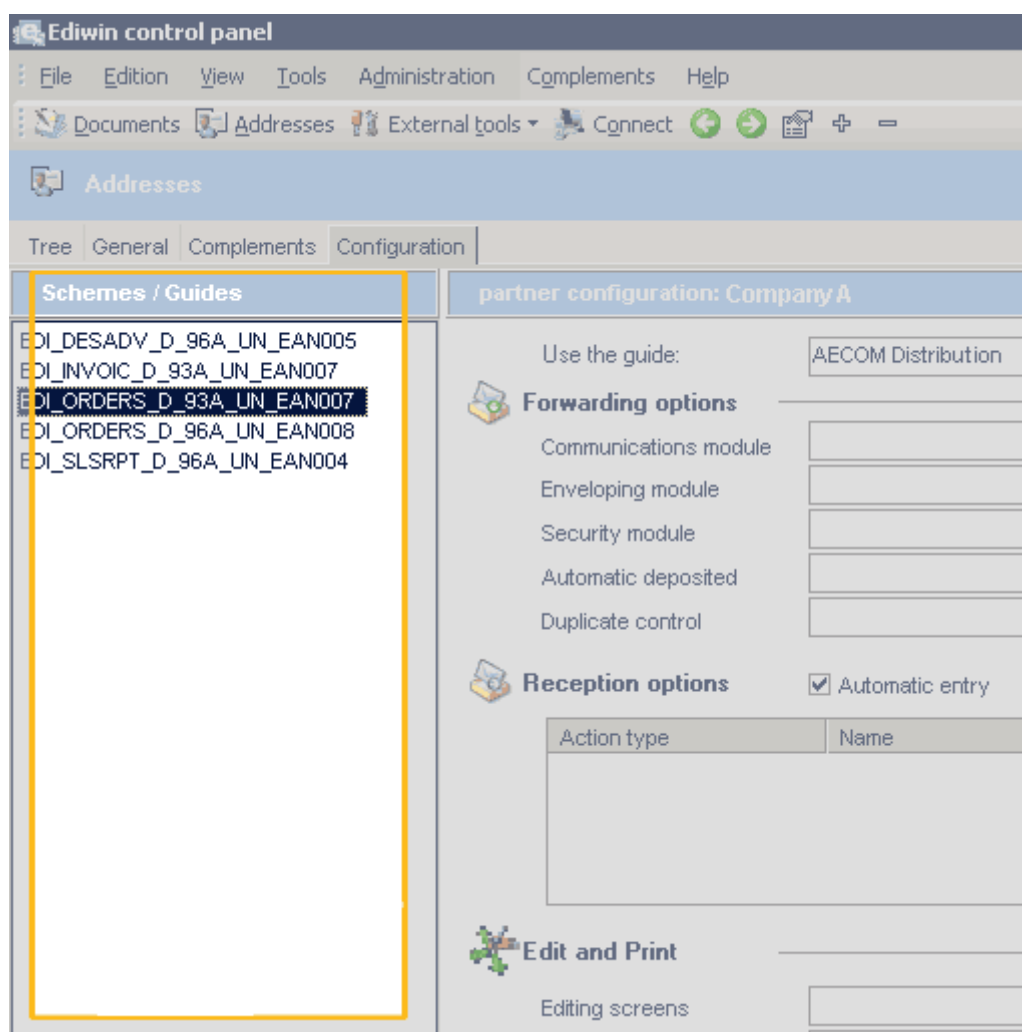 Ediwin control panel
File Edition View Tools Administration Complements Help
Documents Addresses External tools Connect
Addresses
Tree General Complements Configuration
Schemes / Guides
EDI_DESADV_D_96A_UN_EAN005
EDI_INVOIC_D_93A_UN_EAN007
EDI_ORDERS_D_93A_UN_EAN007
EDI_ORDERS_D_96A_UN_EAN008
EDI_SLSRPT_D_96A_UN_EAN004
partner configuration: Company A
Use the guide: AECOM Distribution
Forwarding options
Communications module
Enveloping module
Security module
Automatic deposited
Duplicate control
Reception options Automatic entry
Action type Name
Edit and Print
Editing screens